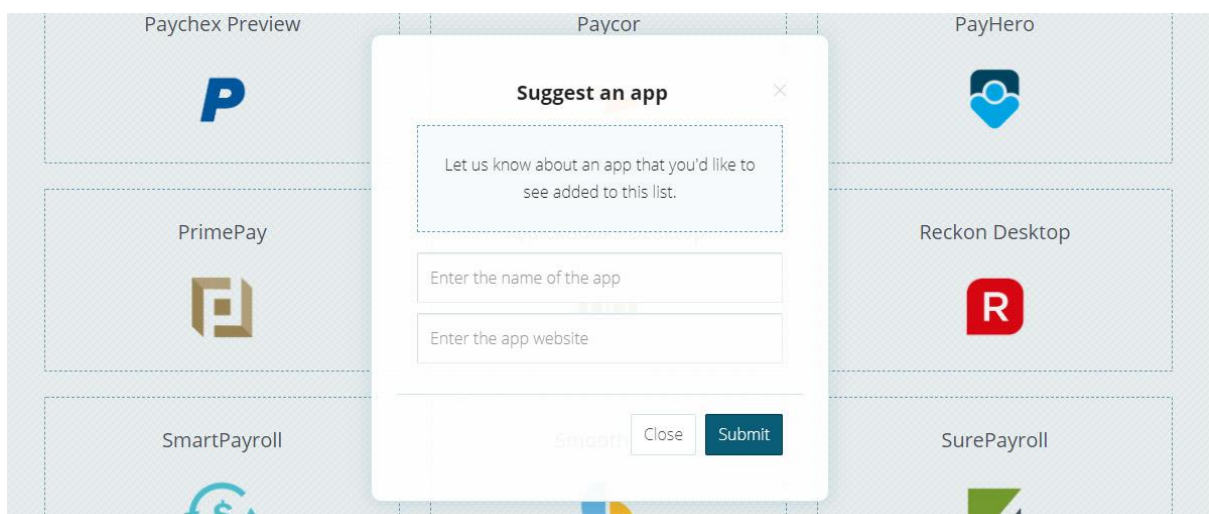 Paychex Preview
Paycor
PayHero
Suggest an app
Let us know about an app that you'd like to
see added to this list.
PrimePay
Reckon Desktop
R
Enter the name of the app
Enter the app website
SmartPayroll
Close
Submit
SurePayroll